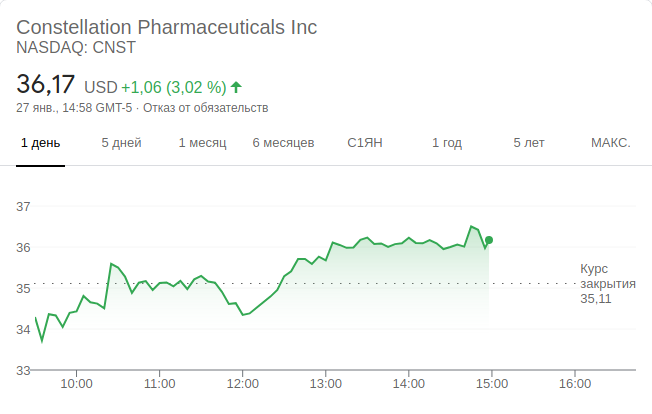 Constellation Pharmaceuticals Inc
NASDAQ: CNST
36,17 USD +1,06 (3,02 %)
27 янв., 14:58 GMT-5 · Отказ от обязательств
1 день 5 дней 1 месяц 6 месяцев С1ЯН 1 год 5 лет МАКС.
37
36
35
34
33
Курс
закрытия
35,11
10:00 11:00 12:00 13:00 14:00 15:00 16:00